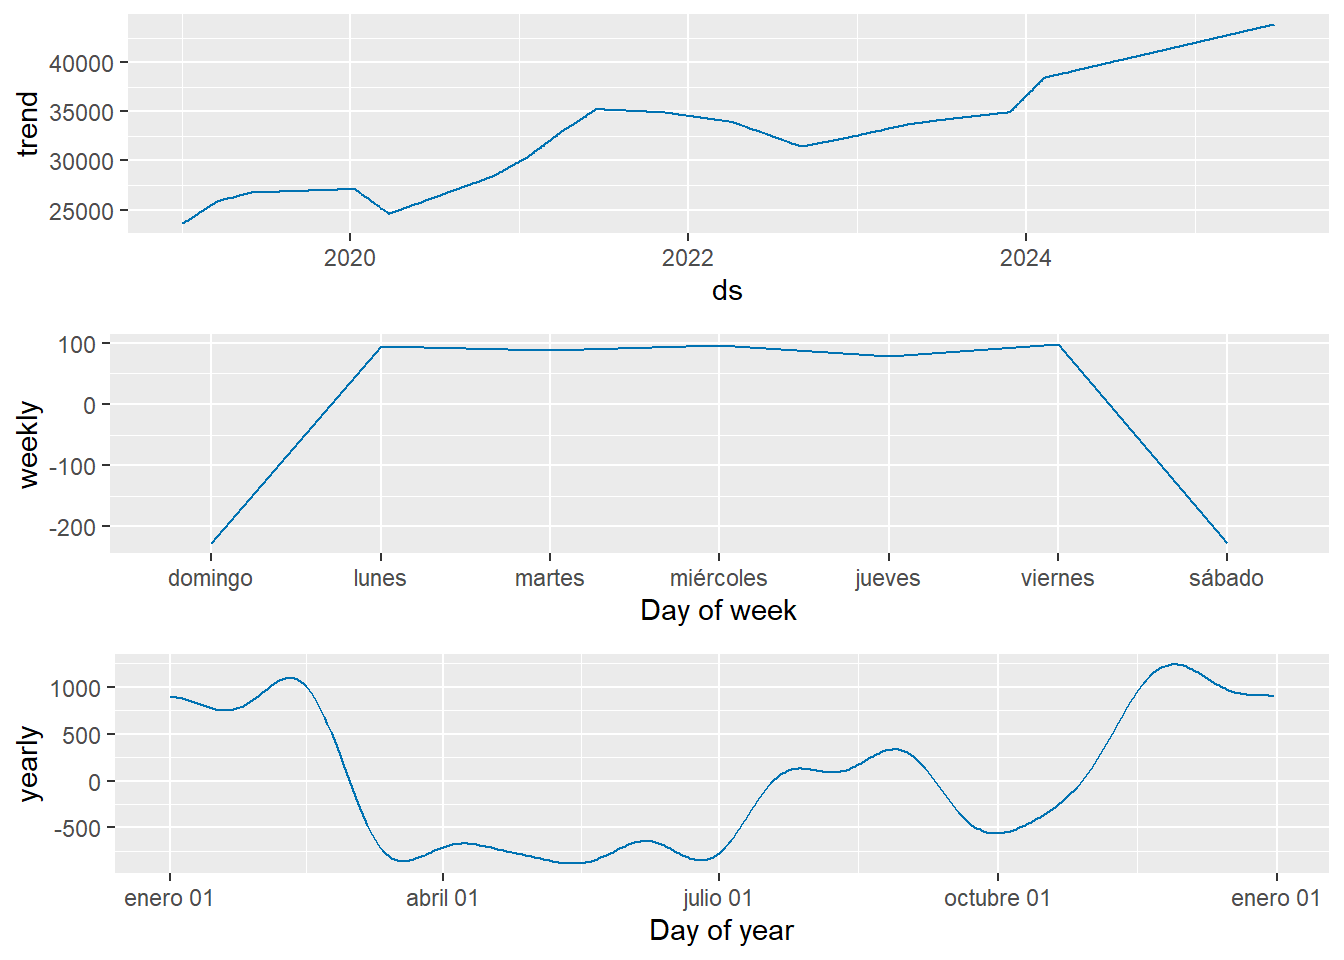 trend
40000
35000
30000
25000
2020 2022 2024
ds
weekly
100
0
-100
-200
domingo lunes martes miércoles jueves viernes sábado
Day of week
yearly
1000
500
0
-500
enero 01 abril 01 julio 01 octubre 01 enero 01
Day of year